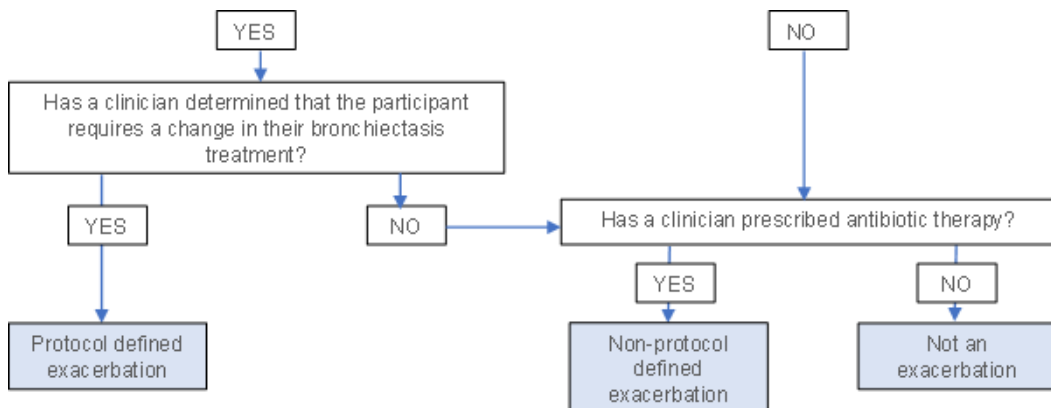 YES
NO
Has a clinician determined that the participant
requires a change in their bronchiectasis
treatment?
YES
NO
Has a clinician prescribed antibiotic therapy?
YES
NO
Protocol defined
exacerbation
Non-protocol
defined
exacerbation
Not an
exacerbation